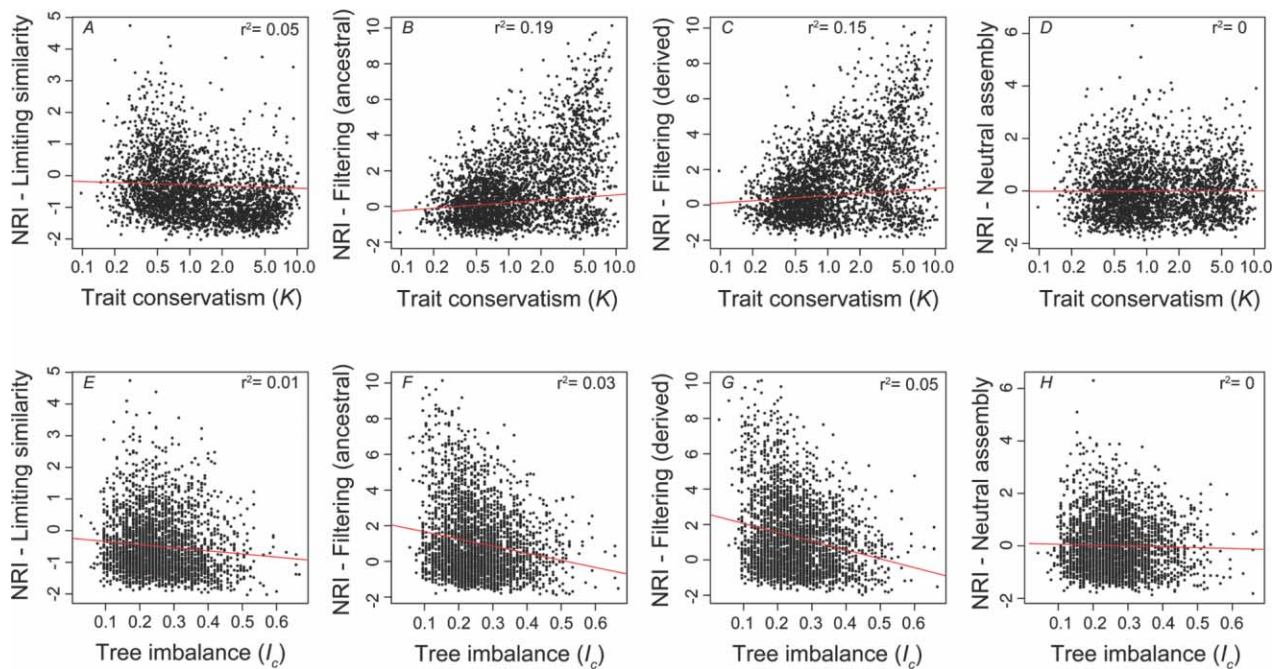 A
r²= 0.05
NRI - Limiting similarity
5
4
3
2
1
0
-1
-2
0.1 0.2 0.5 1.0 2.0 5.0 10.0
Trait conservatism (K)
B
r²= 0.19
NRI - Filtering (ancestral)
10
8
6
4
2
0
-2
0.1 0.2 0.5 1.0 2.0 5.0 10.0
Trait conservatism (K)
C
r²= 0.15
NRI - Filtering (derived)
10
8
6
4
2
0
-2
0.1 0.2 0.5 1.0 2.0 5.0 10.0
Trait conservatism (K)
D
r²= 0
NRI - Neutral assembly
6
4
2
0
-2
0.1 0.2 0.5 1.0 2.0 5.0 10.0
Trait conservatism (K)
E
r²= 0.01
NRI - Limiting similarity
5
4
3
2
1
0
-1
-2
0.1 0.2 0.3 0.4 0.5 0.6
Tree imbalance (Ic)
F
r²= 0.03
NRI - Filtering (ancestral)
10
8
6
4
2
0
-2
0.1 0.2 0.3 0.4 0.5 0.6
Tree imbalance (Ic)
G
r²= 0.05
NRI - Filtering (derived)
10
8
6
4
2
0
-2
0.1 0.2 0.3 0.4 0.5 0.6
Tree imbalance (Ic)
H
r²= 0
NRI - Neutral assembly
6
4
2
0
-2
0.1 0.2 0.3 0.4 0.5 0.6
Tree imbalance (Ic)